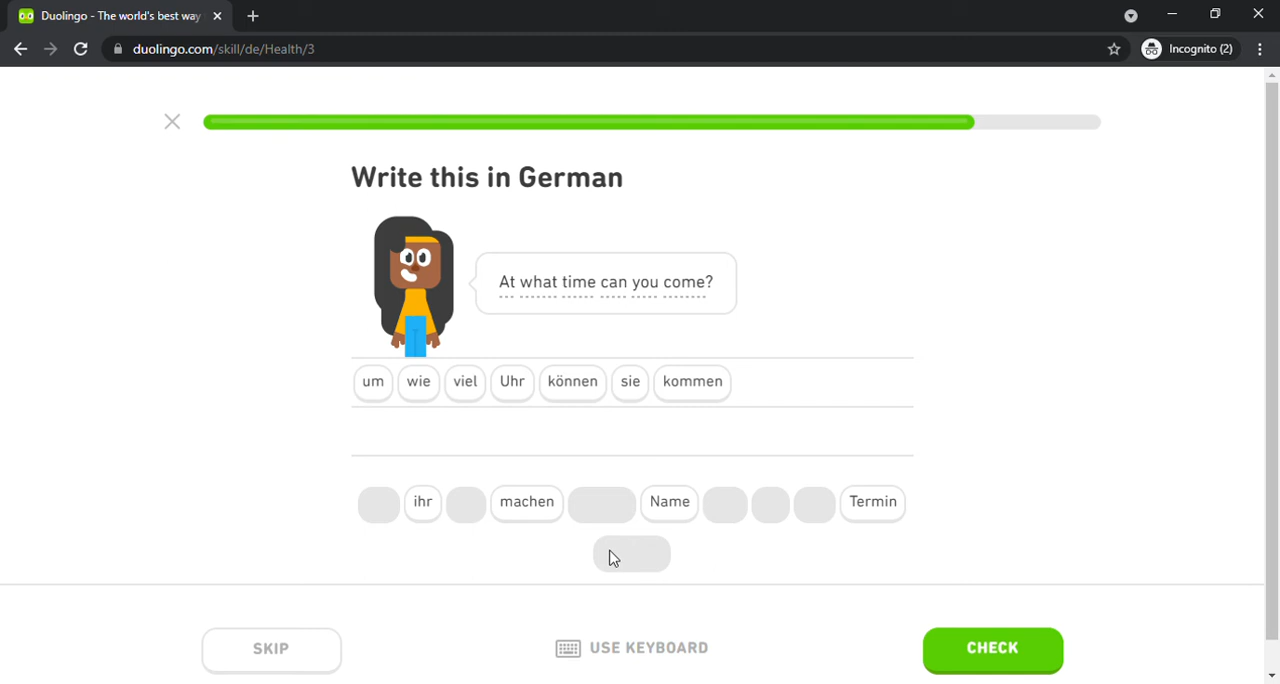 Duolingo - The world's best way
duolingo.com/skill/de/Health/3
Incognito (2)
Write this in German
At what time can you come?
um wie viel Uhr können sie kommen
ihr machen Name Termin
SKIP
USE KEYBOARD
CHECK